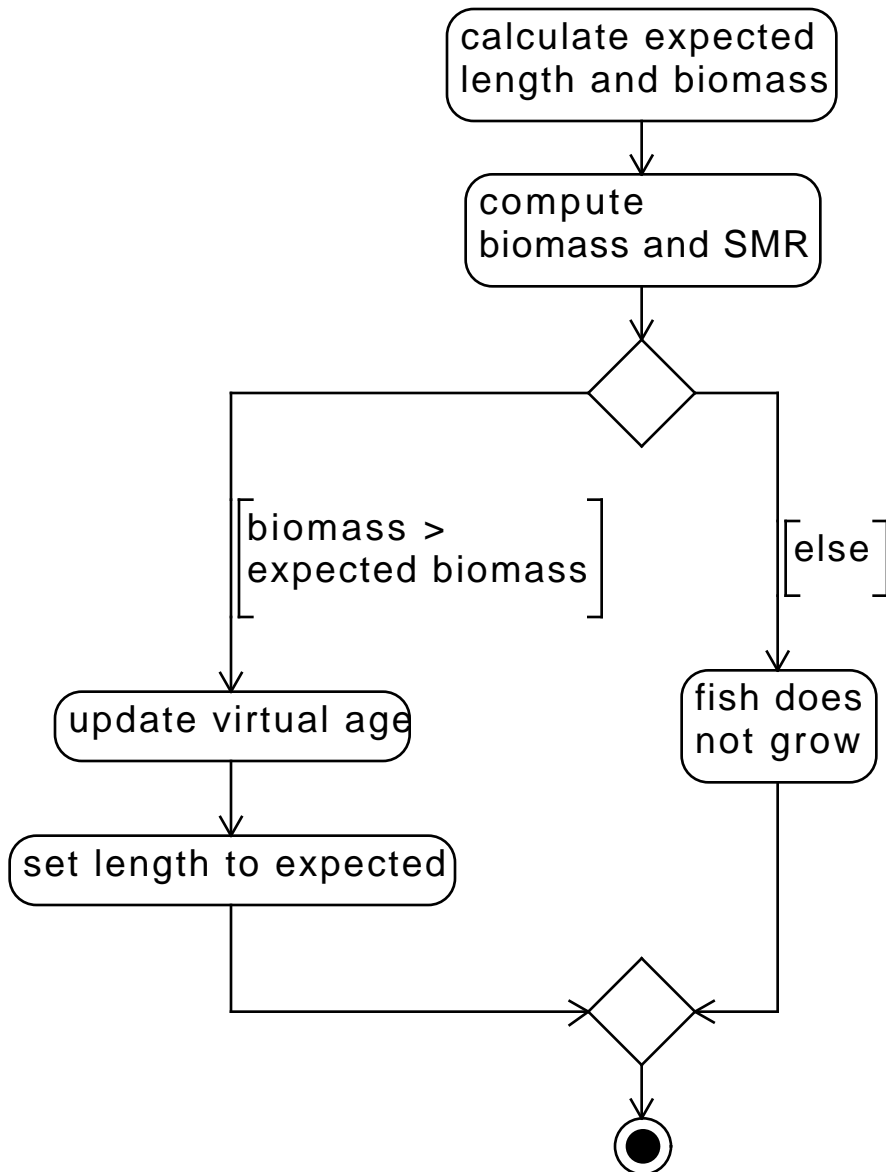 calculate expected
length and biomass
compute
biomass and SMR
biomass >
expected biomass
else
update virtual age
fish does
not grow
set length to expected